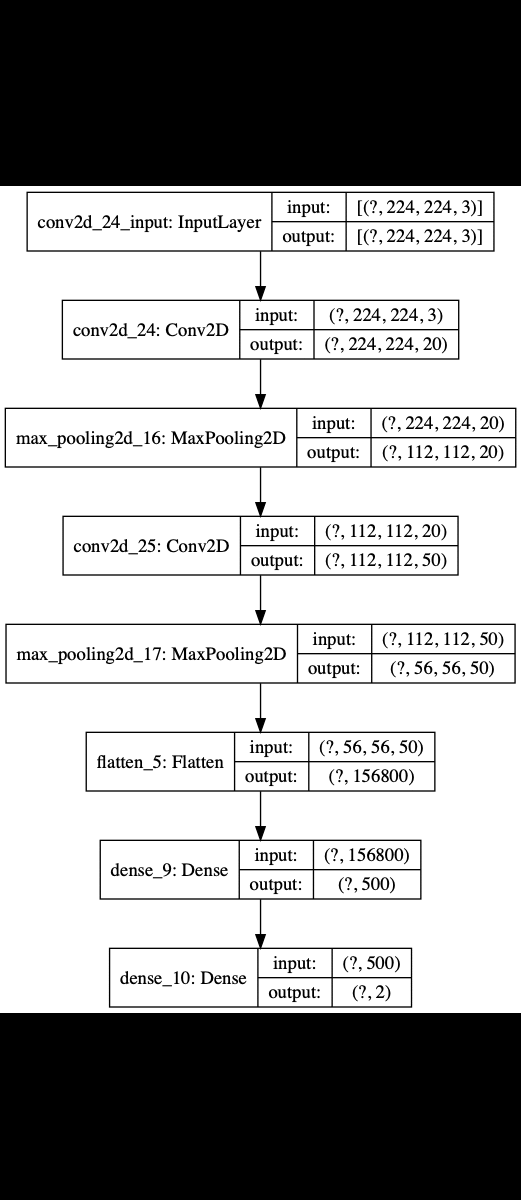 conv2d_24_input: InputLayer
input: [(?, 224, 224, 3)]
output: [(?, 224, 224, 3)]
conv2d_24: Conv2D
input: (?, 224, 224, 3)
output: (?, 224, 224, 20)
max_pooling2d_16: MaxPooling2D
input: (?, 224, 224, 20)
output: (?, 112, 112, 20)
conv2d_25: Conv2D
input: (?, 112, 112, 20)
output: (?, 112, 112, 50)
max_pooling2d_17: MaxPooling2D
input: (?, 112, 112, 50)
output: (?, 56, 56, 50)
flatten_5: Flatten
input: (?, 56, 56, 50)
output: (?, 156800)
dense_9: Dense
input: (?, 156800)
output: (?, 500)
dense_10: Dense
input: (?, 500)
output: (?, 2)